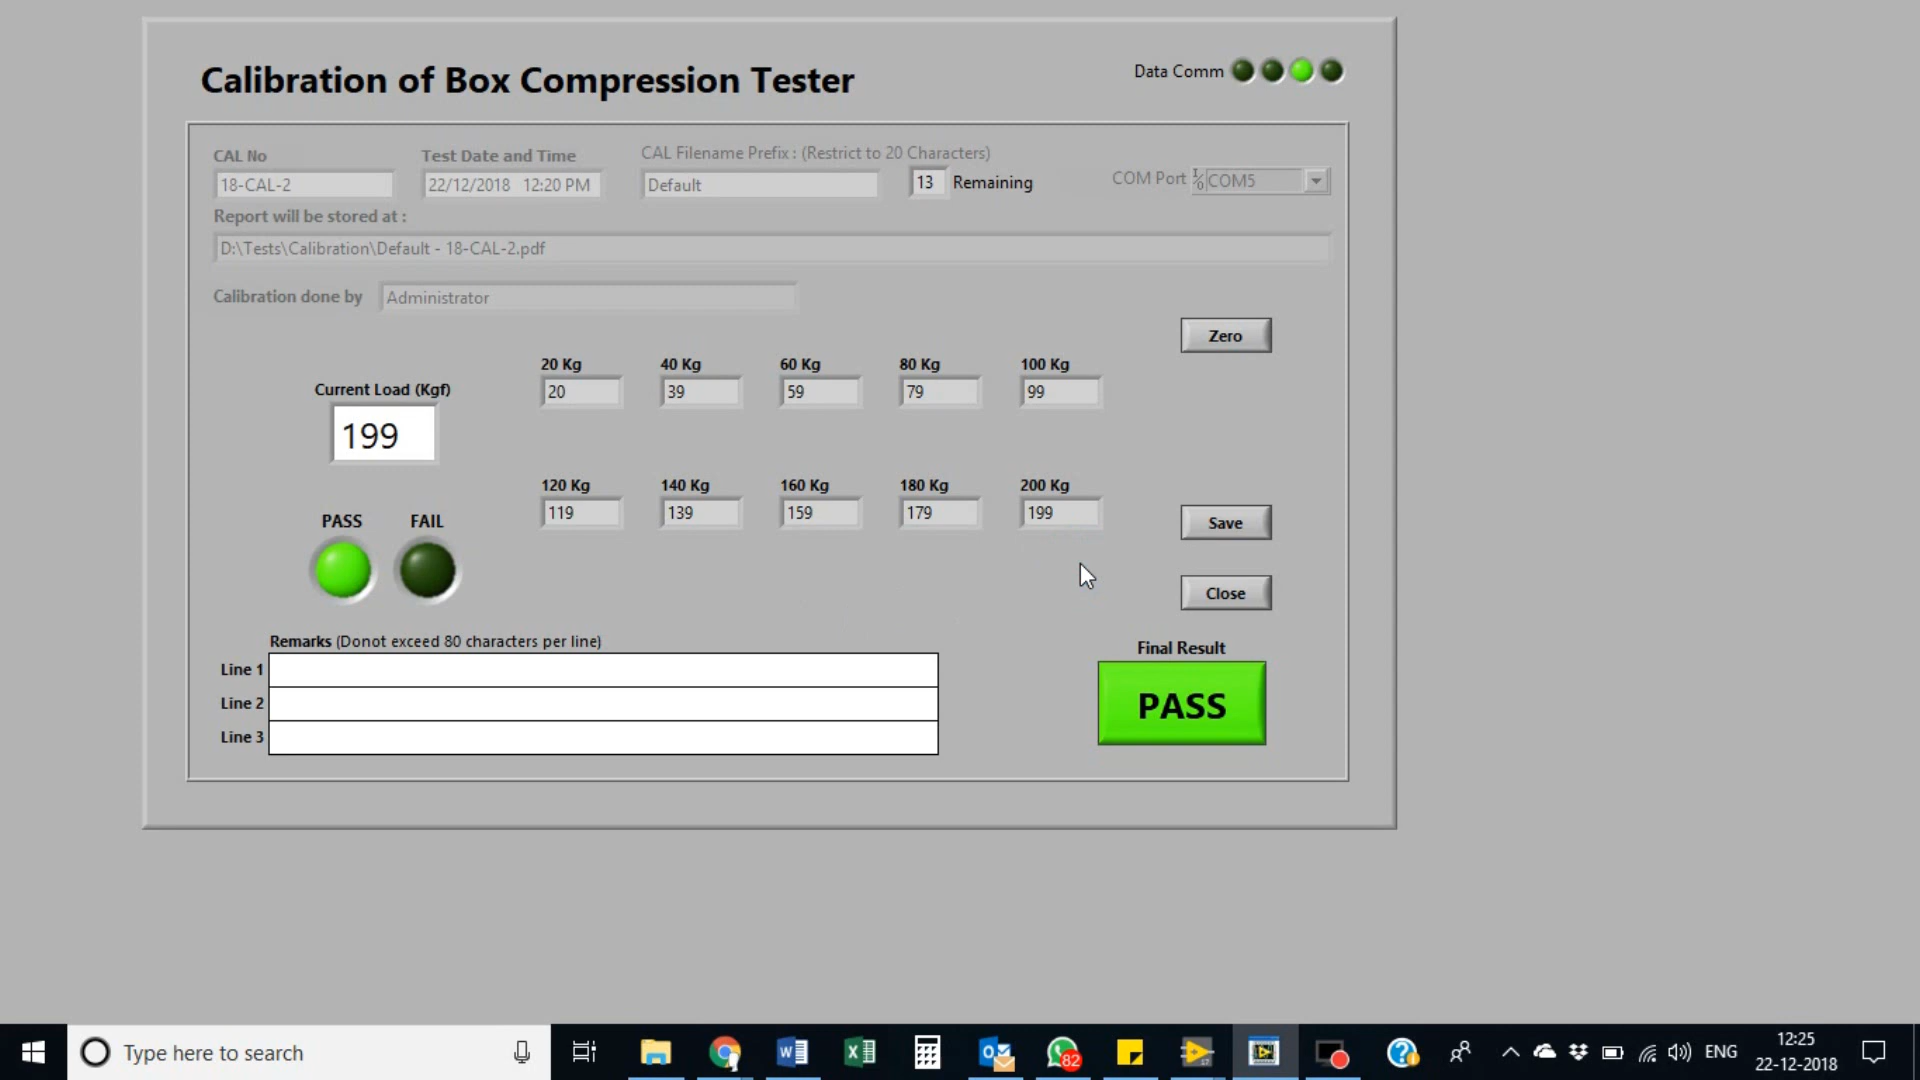 Calibration of Box Compression Tester
Data Comm
CAL No
Test Date and Time
CAL Filename Prefix : (Restrict to 20 Characters)
18-CAL-2
22/12/2018 12:20 PM
Default
13 Remaining
COM Port
COM5
Report will be stored at :
D:\Tests\Calibration\Default - 18-CAL-2.pdf
Calibration done by
Administrator
Zero
Current Load (Kgf)
199
20 Kg
40 Kg
60 Kg
80 Kg
100 Kg
20
39
59
79
99
120 Kg
140 Kg
160 Kg
180 Kg
200 Kg
119
139
159
179
199
PASS
FAIL
Save
Close
Remarks (Donot exceed 80 characters per line)
Line 1
Line 2
Line 3
Final Result
PASS
Type here to search
82
ENG
12:25
22-12-2018